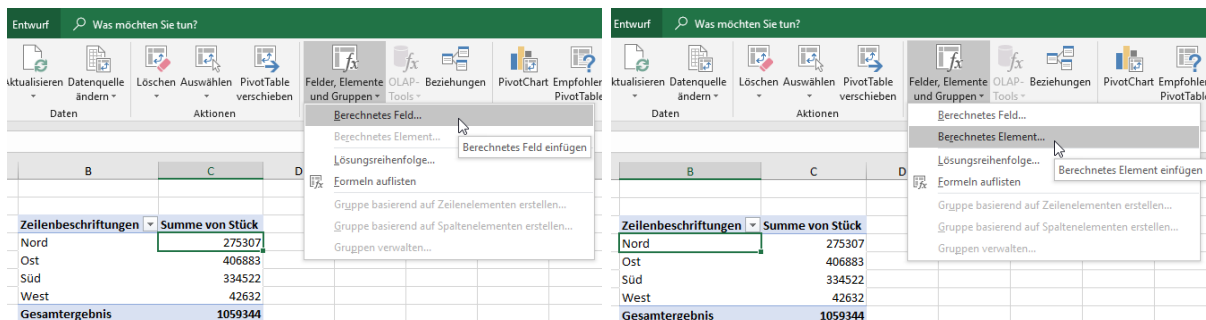 Entwurf Was möchten Sie tun?
Aktualisieren Datenquelle ändern
Löschen Auswählen PivotTable verschieben
Felder, Elemente und Gruppen
OLAP-Tools
Beziehungen
PivotChart Empfohlene PivotTable
Daten Aktionen
Berechnetes Feld...
Berechnetes Element...
Berechnetes Feld einfügen
Lösungsreihenfolge...
fx Formeln auflisten
Gruppe basierend auf Zeilenelementen erstellen...
Gruppe basierend auf Spaltenelementen erstellen...
Gruppen verwalten...
B C D
Zeilenbeschriftungen Summe von Stück
Nord 275307
Ost 406883
Süd 334522
West 42632
Gesamtergebnis 1059344
Entwurf Was möchten Sie tun?
ktualisieren Datenquelle ändern
Löschen Auswählen PivotTable verschieben
Felder, Elemente und Gruppen
OLAP-Tools
Beziehungen
PivotChart Empfohlen PivotTabl
Daten Aktionen
Berechnetes Feld...
Berechnetes Element...
Berechnetes Element einfügen
Lösungsreihenfolge...
fx Formeln auflisten
Gruppe basierend auf Zeilenelementen erstellen...
Gruppe basierend auf Spaltenelementen erstellen...
Gruppen verwalten...
B C D
Zeilenbeschriftungen Summe von Stück
Nord 275307
Ost 406883
Süd 334522
West 42632
Gesamtergebnis 1059344